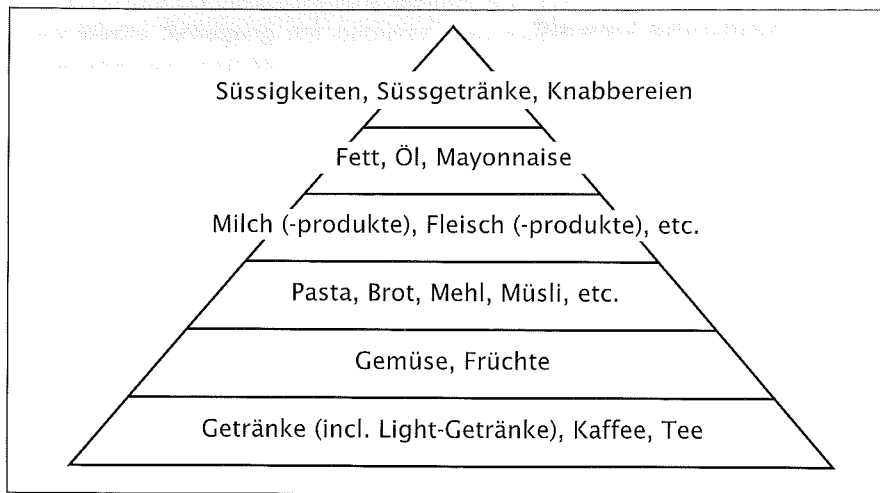 Süssigkeiten, Süssgetränke, Knabbereien
Fett, Öl, Mayonnaise
Milch (-produkte), Fleisch (-produkte), etc.
Pasta, Brot, Mehl, Müsli, etc.
Gemüse, Früchte
Getränke (incl. Light-Getränke), Kaffee, Tee